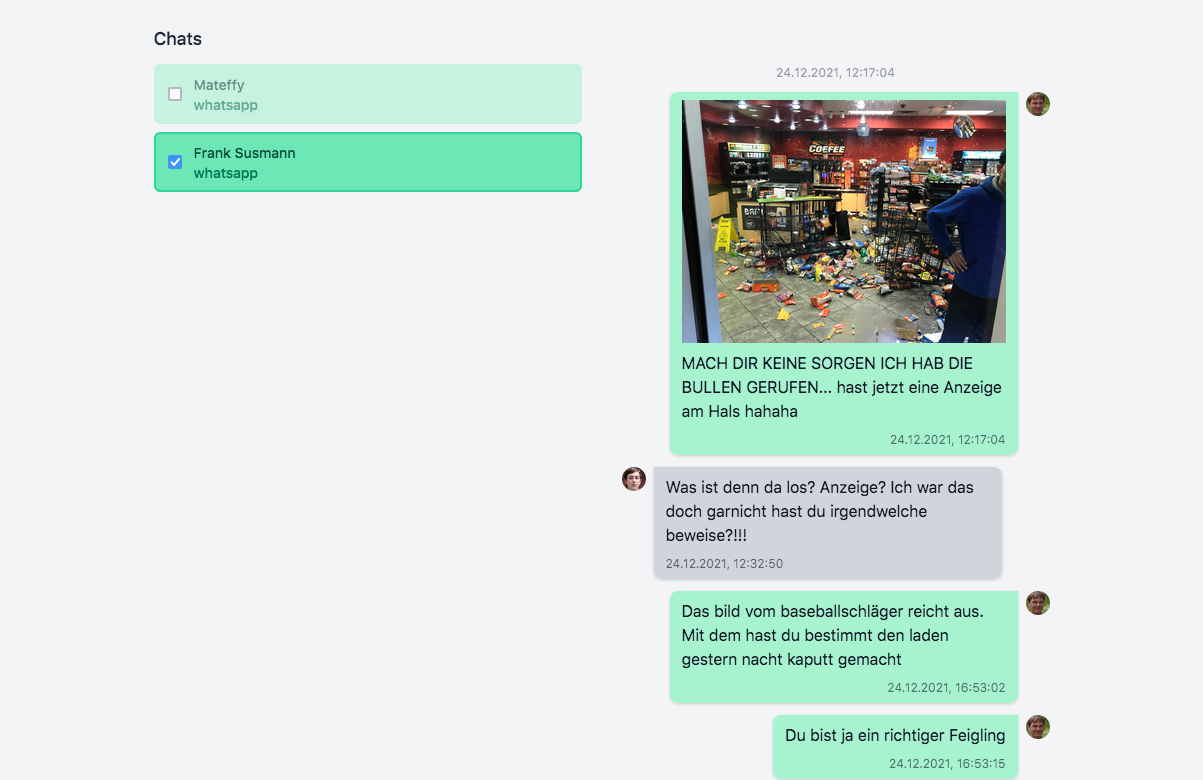 Chats
Mateffy
whatsapp
Frank Susmann
whatsapp
24.12.2021, 12:17:04
COFFEE
MACH DIR KEINE SORGEN ICH HAB DIE
BULLEN GERUFEN... hast jetzt eine Anzeige
am Hals hahaha
24.12.2021, 12:17:04
Was ist denn da los? Anzeige? Ich war das
doch garnicht hast du irgendwelche
beweise?!!!
24.12.2021, 12:32:50
Das bild vom baseballschläger reicht aus.
Mit dem hast du bestimmt den laden
gestern nacht kaputt gemacht
24.12.2021, 16:53:02
Du bist ja ein richtiger Feigling
24.12.2021, 16:53:15